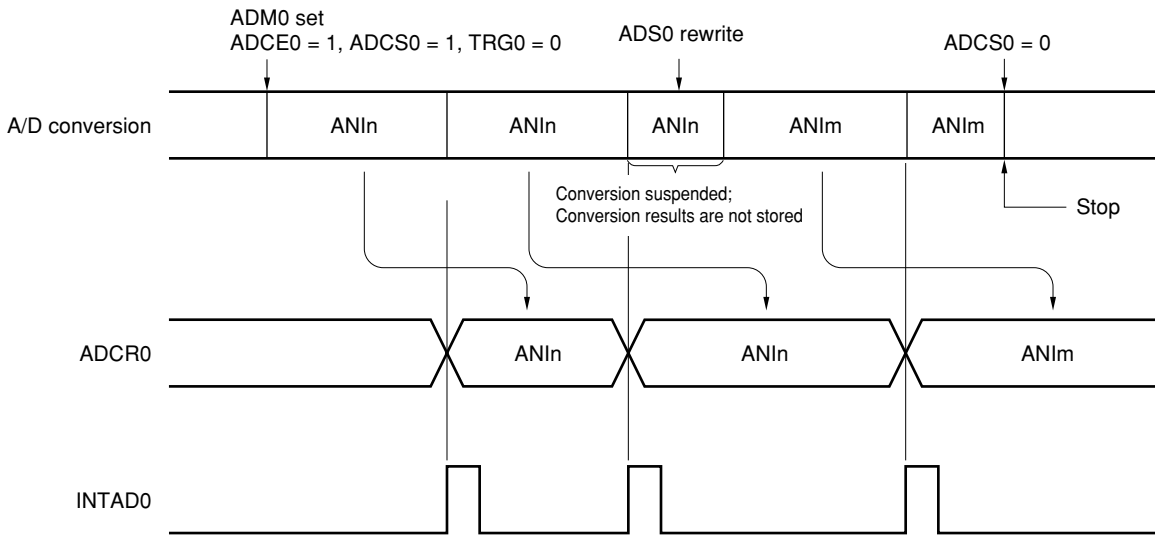 ADM0 set
ADCE0 = 1, ADCS0 = 1, TRG0 = 0
ADS0 rewrite
ADCS0 = 0
A/D conversion
ANIn
ANIn
ANIn
ANIm
ANIm
Conversion suspended;
Conversion results are not stored
Stop
ADCR0
ANIn
ANIn
ANIm
INTAD0